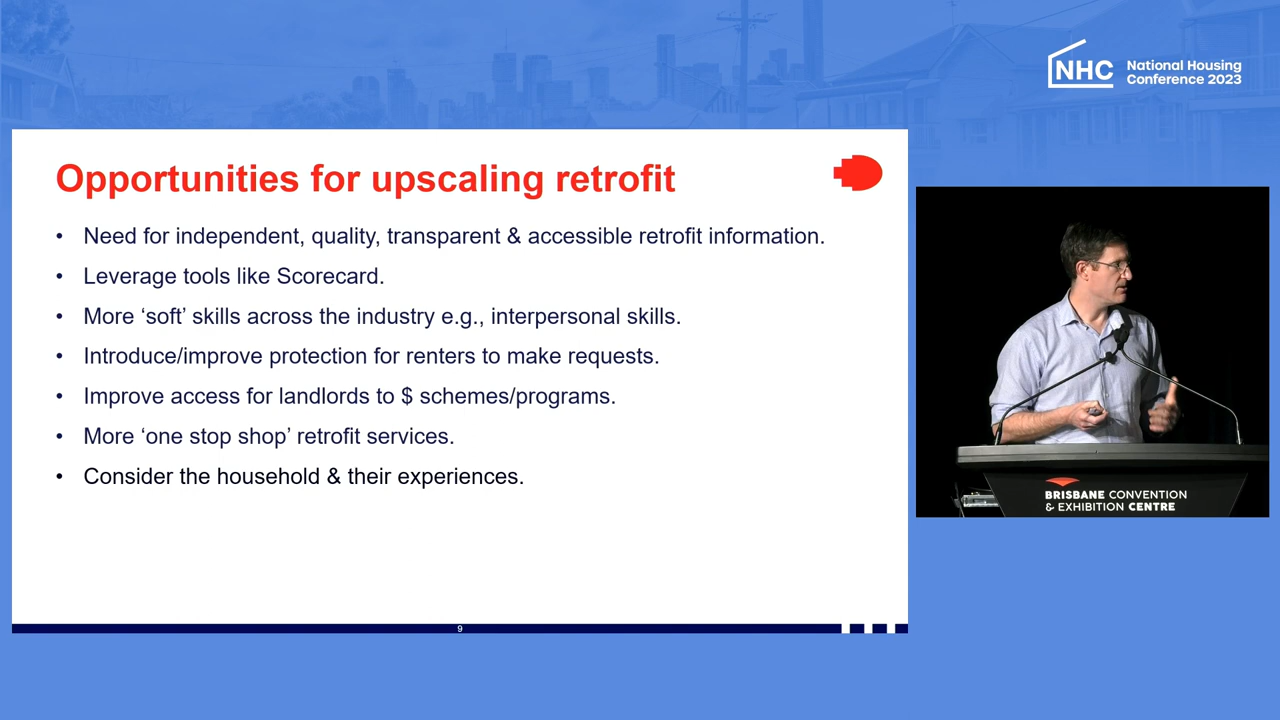 NHC National Housing
Conference 2023
Opportunities for upscaling retrofit
• Need for independent, quality, transparent & accessible retrofit information.
• Leverage tools like Scorecard.
• More ‘soft’ skills across the industry e.g., interpersonal skills.
• Introduce/improve protection for renters to make requests.
• Improve access for landlords to $ schemes/programs.
• More ‘one stop shop’ retrofit services.
• Consider the household & their experiences.
9
BRISBANE CONVENTION
& EXHIBITION CENTRE